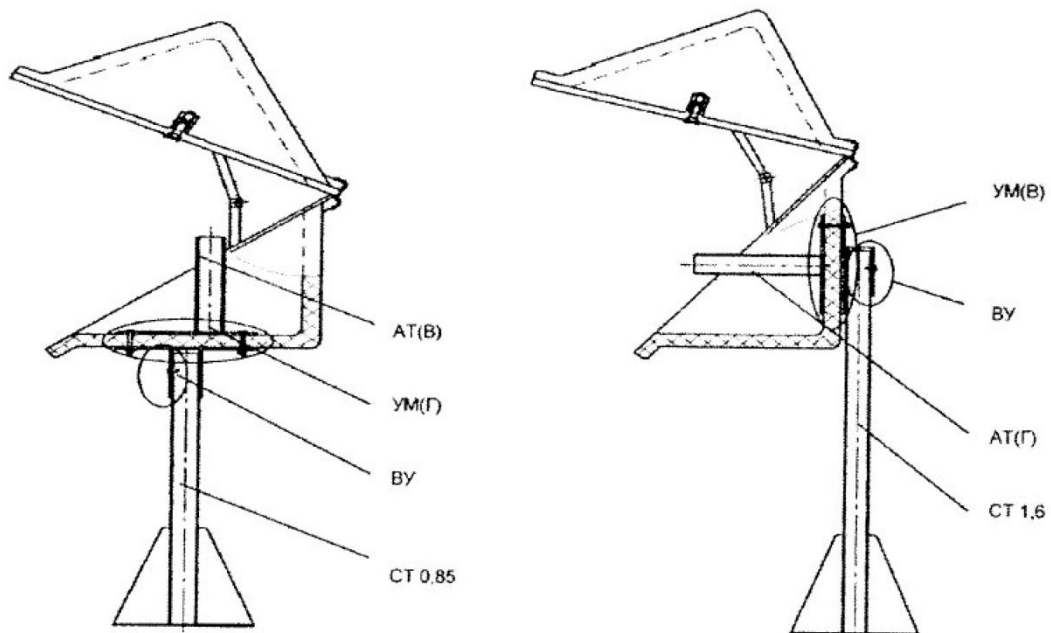 АТ(В)
УМ(Г)
ВУ
СТ 0,85
УМ(В)
ВУ
АТ(Г)
СТ 1,6